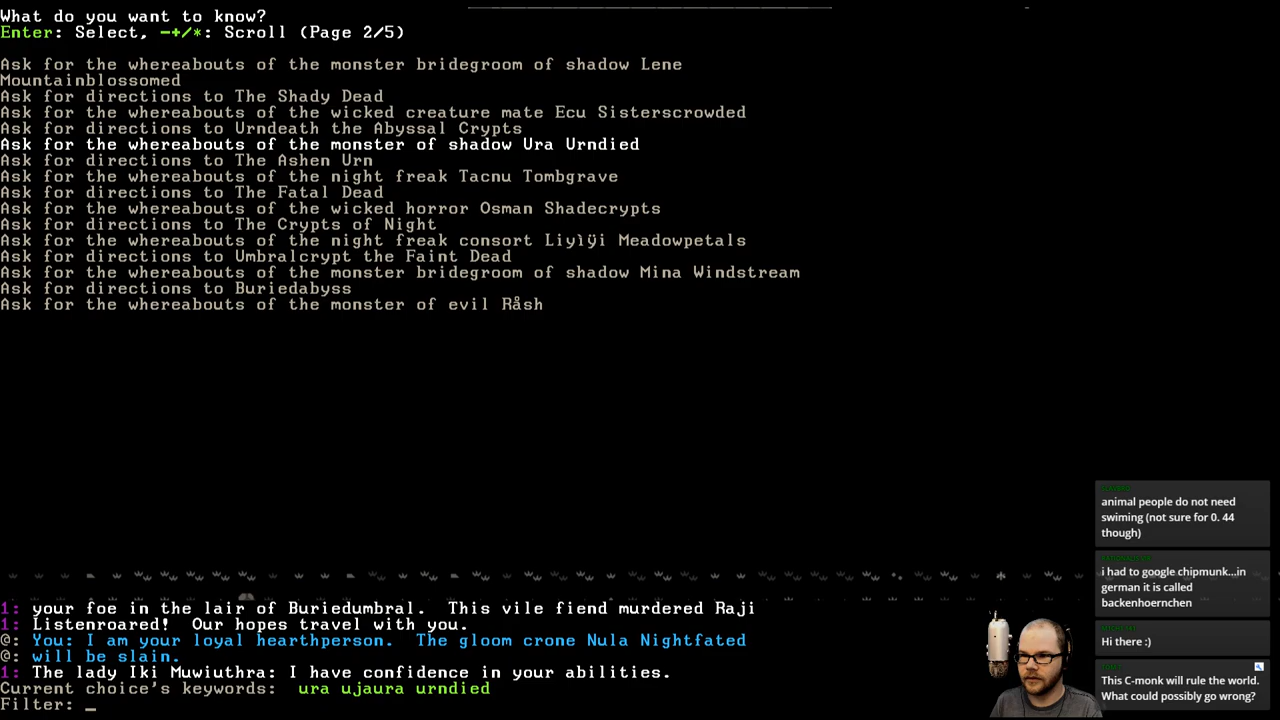 What do you want to know?
Enter: Select, -+/*: Scroll (Page 2/5)
Ask for the whereabouts of the monster bridegroom of shadow Lene
Mountainblossomed
Ask for directions to The Shady Dead
Ask for the whereabouts of the wicked creature mate Ecu Sisterscrowded
Ask for directions to Urndeath the Abyssal Crypts
Ask for the whereabouts of the monster of shadow Ura Urndied
Ask for directions to The Ashen Urn
Ask for the whereabouts of the night freak Tacnu Tombgrave
Ask for directions to The Fatal Dead
Ask for the whereabouts of the wicked horror Osman Shadecrypts
Ask for directions to The Crypts of Night
Ask for the whereabouts of the night freak consort Liyìÿi Meadowpetals
Ask for directions to Umbralcrypt the Faint Dead
Ask for the whereabouts of the monster bridegroom of shadow Mina Windstream
Ask for directions to Buriedabyss
Ask for the whereabouts of the monster of evil Råsh
1: your foe in the lair of Buriedumbral.  This vile fiend murdered Raji
1: Listenroared!  Our hopes travel with you.
@: You: I am your loyal hearthperson.  The gloom crone Nula Nightfated
@: will be slain.
1: The lady Iki Muwiuthra: I have confidence in your abilities.
Current choice's keywords:  ura ujaura urndied
Filter: _
animal people do not need
swiming (not sure for 0. 44
though)
i had to google chipmunk...in
german it is called
backenhoernchen
Hi there :)
This C-monk will rule the world.
What could possibly go wrong?